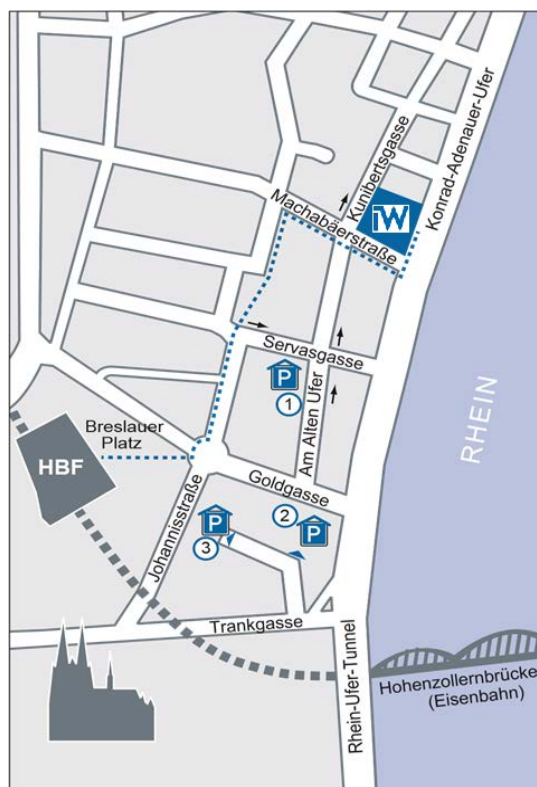 Kunibertsgasse
Konrad-Adenauer-Ufer
iW
Machabäerstraße
Servasgasse
P
1
Am Alten Ufer
RHEIN
Breslauer
Platz
HBF
Goldgasse
Johannisstraße
P
3
2
P
Trankgasse
Rhein-Ufer-Tunnel
Hohenzollernbrücke
(Eisenbahn)